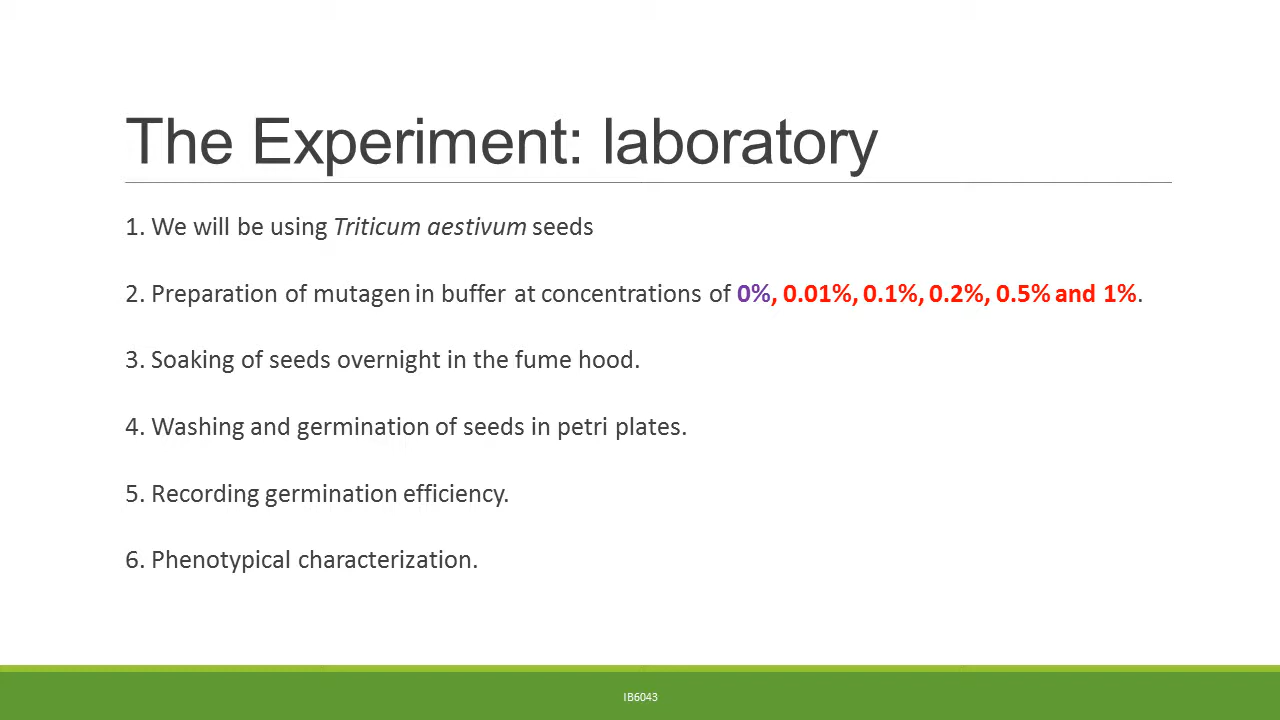 The Experiment: laboratory
1. We will be using Triticum aestivum seeds
2. Preparation of mutagen in buffer at concentrations of 0%, 0.01%, 0.1%, 0.2%, 0.5% and 1%.
3. Soaking of seeds overnight in the fume hood.
4. Washing and germination of seeds in petri plates.
5. Recording germination efficiency.
6. Phenotypical characterization.
IB6043